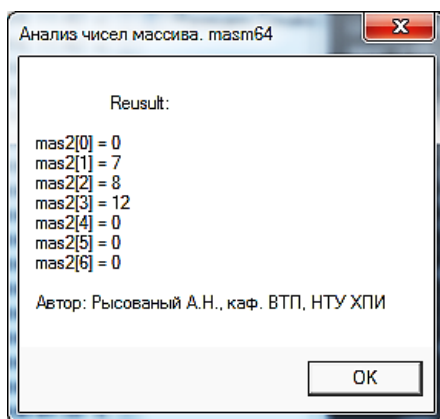 Анализ чисел массива. masm64
Reusult:
mas2[0] = 0
mas2[1] = 7
mas2[2] = 8
mas2[3] = 12
mas2[4] = 0
mas2[5] = 0
mas2[6] = 0
Автор: Рысованый А.Н., каф. ВТП, НТУ ХПИ
OK